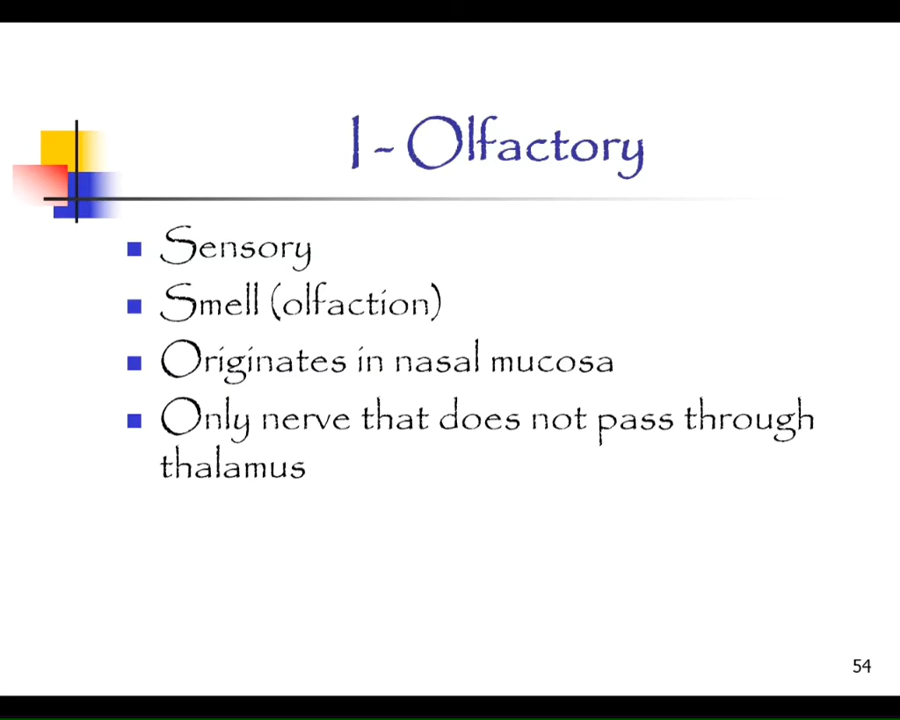 I - Olfactory
Sensory
Smell (olfaction)
Originates in nasal mucosa
Only nerve that does not pass through
thalamus
54